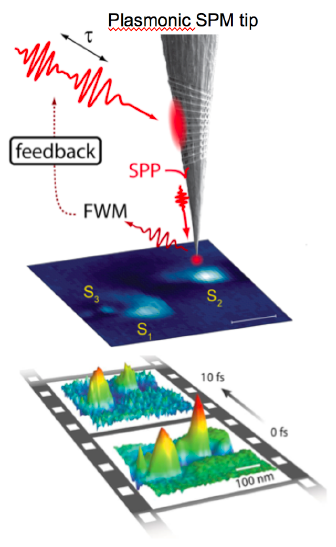 Plasmonic SPM tip
τ
feedback
SPP
FWM
S3
S2
S1
10 fs
0 fs
100 nm